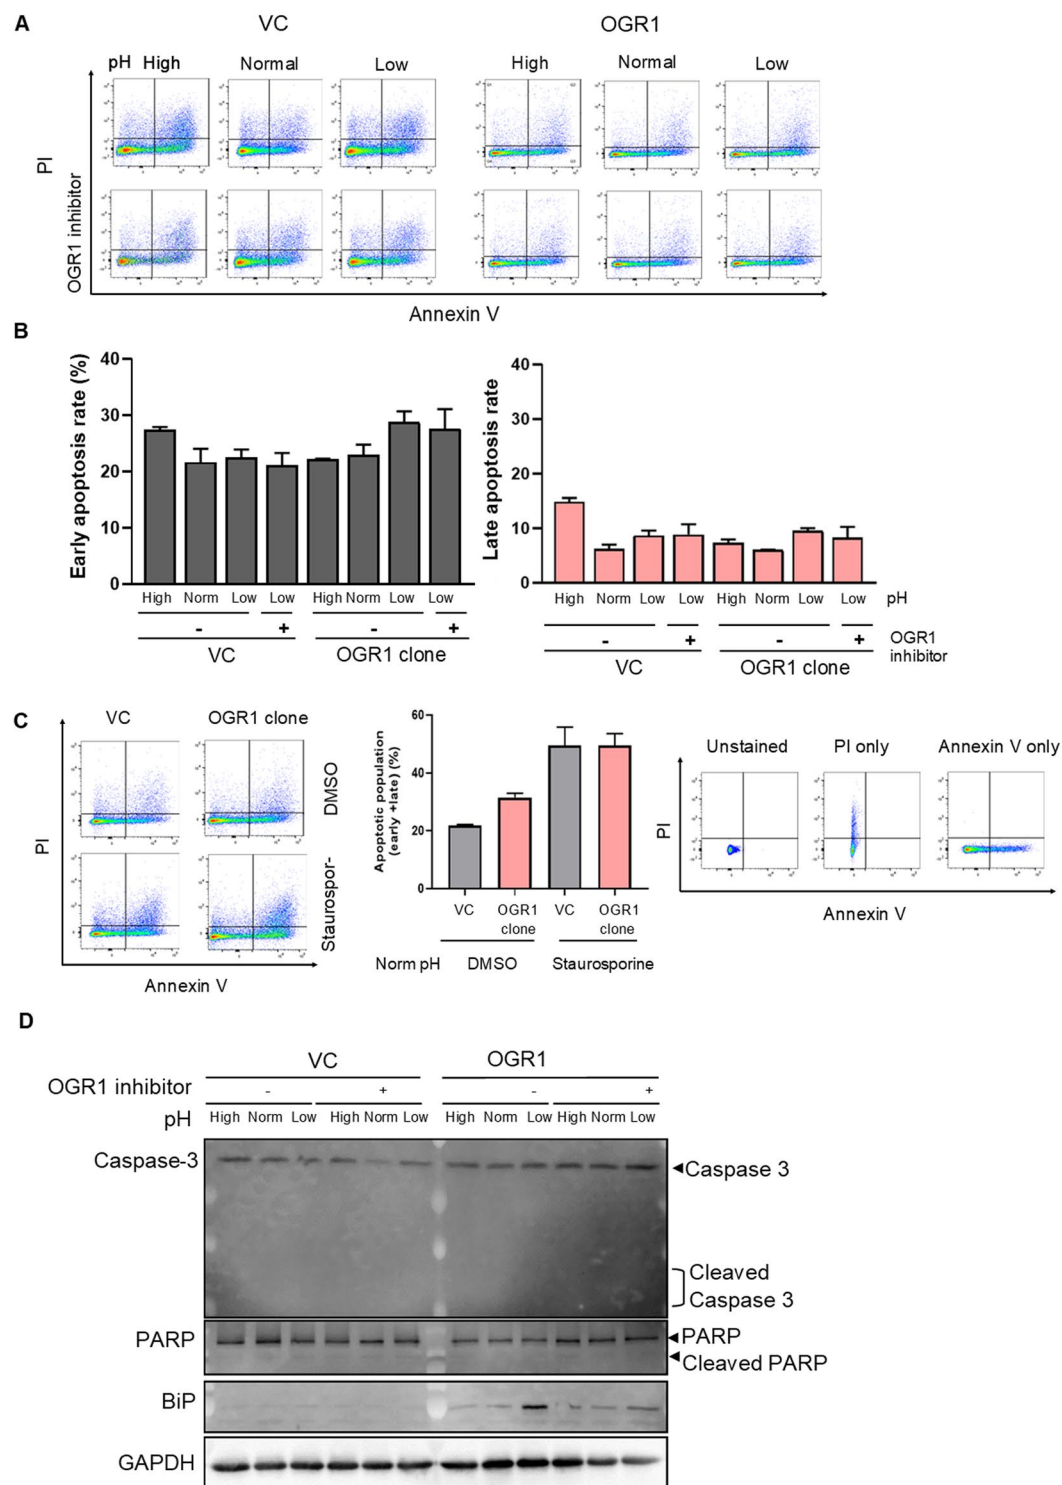 A
VC
OGR1
pH High
Normal
Low
High
Normal
Low
PI
OGR1 inhibitor
Annexin V
B
Early apoptosis rate (%)
40
30
20
10
0
High Norm Low Low High Norm Low Low
- + - +
VC OGR1 clone
Late apoptosis rate
40
30
20
10
0
High Norm Low Low High Norm Low Low pH
- + - + OGR1
inhibitor
VC OGR1 clone
C
VC OGR1 clone
PI
DMSO
Staurospor-
Annexin V
Apoptotic population
(early +late) (%)
60
40
20
0
VC OGR1 VC OGR1
clone clone
Norm pH DMSO Staurosporine
Unstained PI only Annexin V only
PI
Annexin V
D
VC OGR1
OGR1 inhibitor - + - +
pH High Norm Low High Norm Low High Norm Low High Norm Low
Caspase-3 Caspase 3
Cleaved
Caspase 3
PARP PARP
Cleaved PARP
BiP
GAPDH